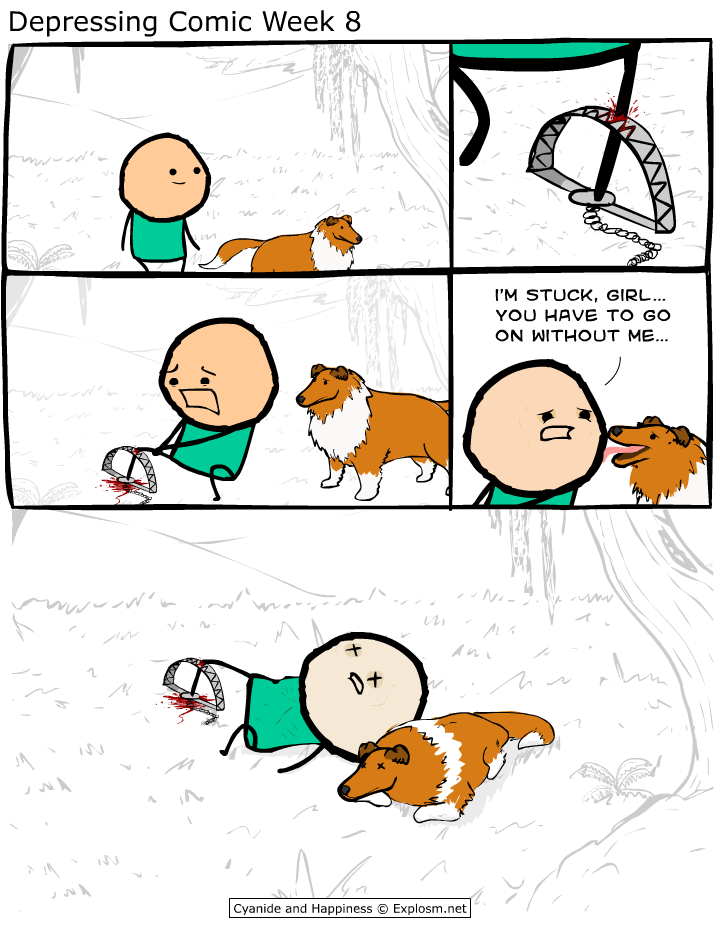 Depressing Comic Week 8
I'M STUCK, GIRL...
YOU HAVE TO GO
ON WITHOUT ME...
Cyanide and Happiness © Explosm.net